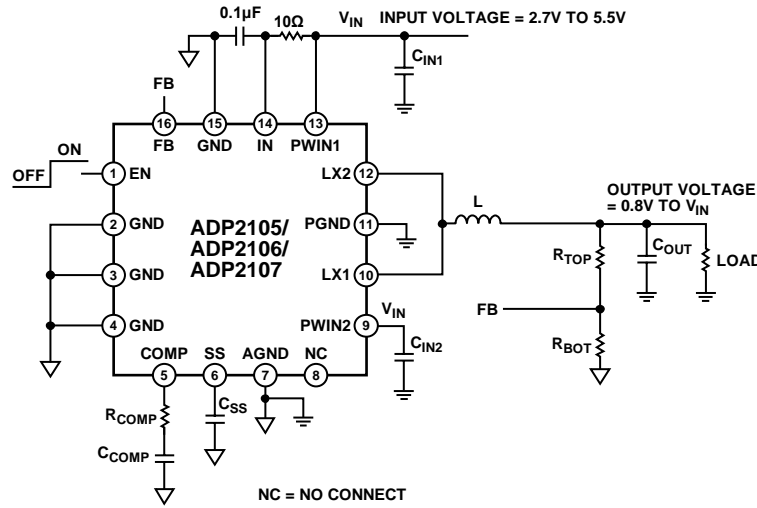 0.1µF
10Ω
VIN
INPUT VOLTAGE = 2.7V TO 5.5V
CIN1
FB
16
15
14
13
FB
GND
IN
PWIN1
ON
OFF
1
EN
LX2
12
2
GND
ADP2105/
ADP2106/
ADP2107
PGND
11
3
GND
LX1
10
4
GND
PWIN2
9
VIN
CIN2
L
OUTPUT VOLTAGE
= 0.8V TO VIN
RTOP
COUT
LOAD
FB
RBOT
COMP
SS
AGND
NC
5
6
7
8
RCOMP
CSS
CCOMP
NC = NO CONNECT